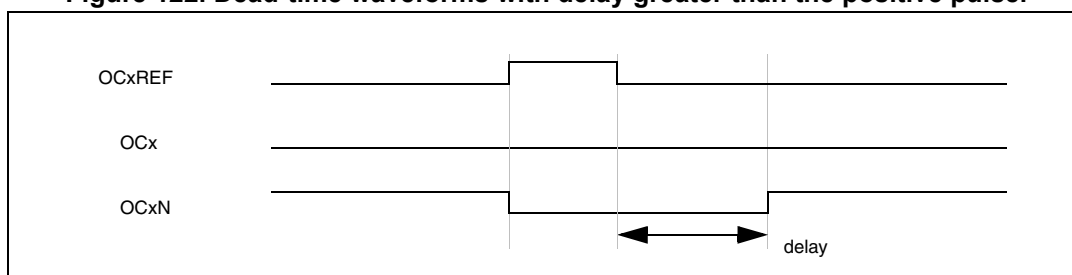 Figure 122. Dead-time waveforms with delay greater than the positive pulse.
OCxREF
OCx
OCxN
delay